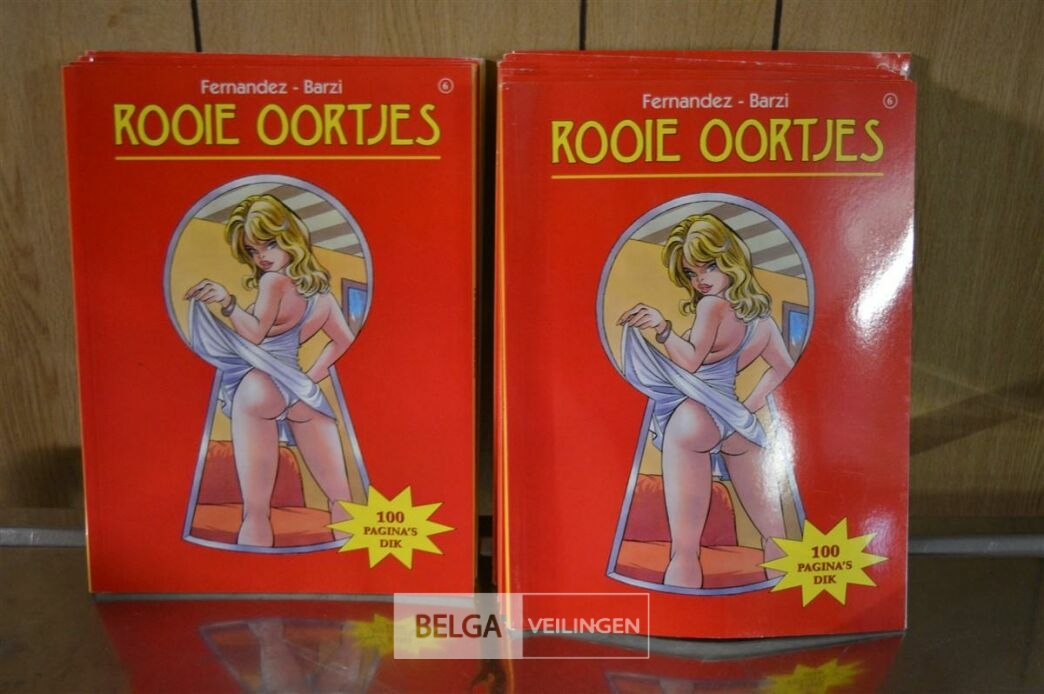 Fernandez - Barzi
6
ROOIE OORTJES
100
PAGINA'S
DIK
Fernandez - Barzi
6
ROOIE OORTJES
100
PAGINA'S
DIK
BELGA VEILINGEN